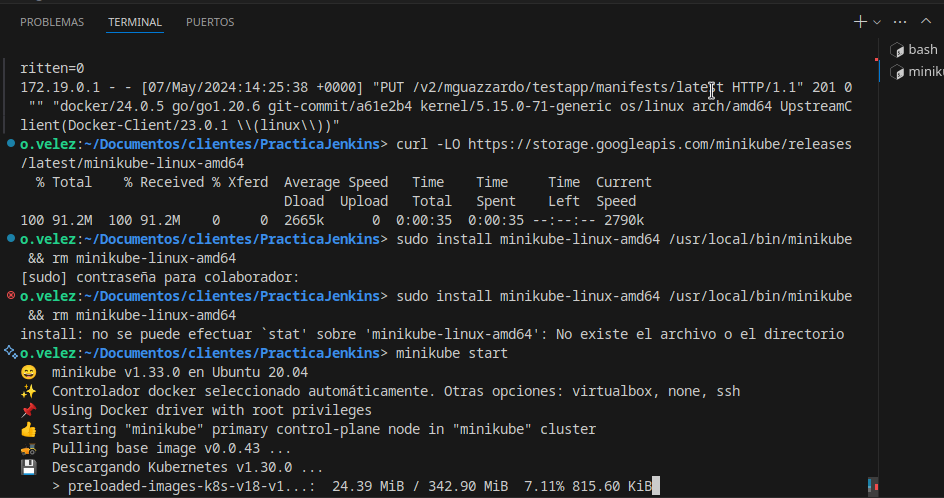 PROBLEMAS TERMINAL PUERTOS
bash
minik
ritten=0
172.19.0.1 - - [07/May/2024:14:25:38 +0000] "PUT /v2/mguazzardo/testapp/manifests/latest HTTP/1.1" 201 0
"" "docker/24.0.5 go/go1.20.6 git-commit/a61e2b4 kernel/5.15.0-71-generic os/linux arch/amd64 UpstreamC
lient(Docker-Client/23.0.1 \\(linux\\))"
o.velez:~/Documentos/clientes/PracticaJenkins> curl -LO https://storage.googleapis.com/minikube/releases
/latest/minikube-linux-amd64
% Total % Received % Xferd Average Speed Time Time Time Current
Dload Upload Total Spent Left Speed
100 91.2M 100 91.2M 0 0 2665k 0 0:00:35 0:00:35 --:--:-- 2790k
o.velez:~/Documentos/clientes/PracticaJenkins> sudo install minikube-linux-amd64 /usr/local/bin/minikube
&& rm minikube-linux-amd64
[sudo] contraseña para colaborador:
o.velez:~/Documentos/clientes/PracticaJenkins> sudo install minikube-linux-amd64 /usr/local/bin/minikube
&& rm minikube-linux-amd64
install: no se puede efectuar `stat' sobre 'minikube-linux-amd64': No existe el archivo o el directorio
o.velez:~/Documentos/clientes/PracticaJenkins> minikube start
😄 minikube v1.33.0 en Ubuntu 20.04
✨ Controlador docker seleccionado automáticamente. Otras opciones: virtualbox, none, ssh
📌 Using Docker driver with root privileges
👍 Starting "minikube" primary control-plane node in "minikube" cluster
🚜 Pulling base image v0.0.43 ...
💾 Descargando Kubernetes v1.30.0 ...
> preloaded-images-k8s-v18-v1...: 24.39 MiB / 342.90 MiB 7.11% 815.60 KiB